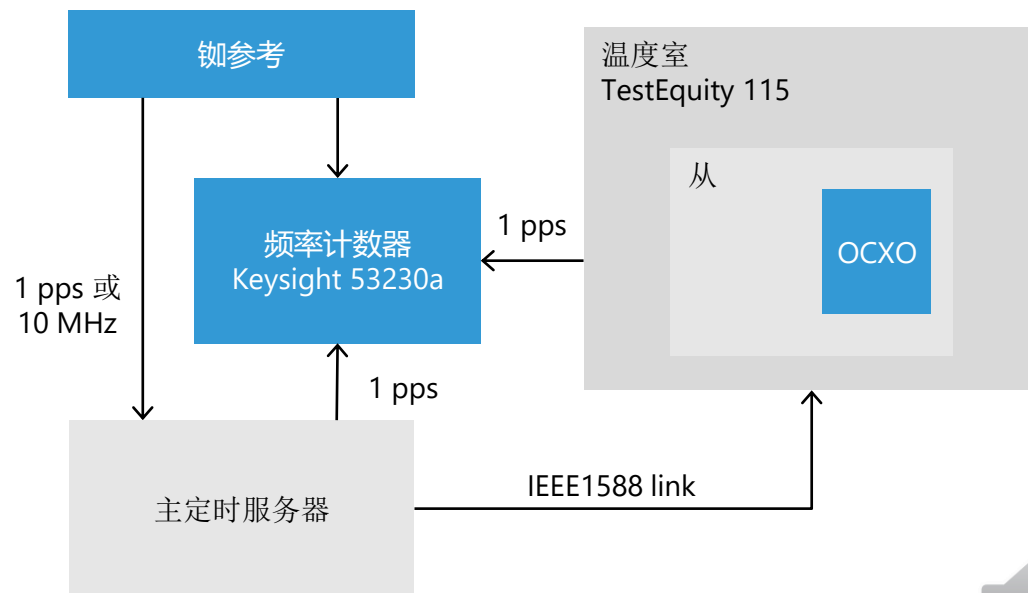 铷参考
温度室
TestEquity 115
从
OCXO
频率计数器
Keysight 53230a
1 pps
1 pps 或
10 MHz
1 pps
主定时服务器
IEEE1588 link